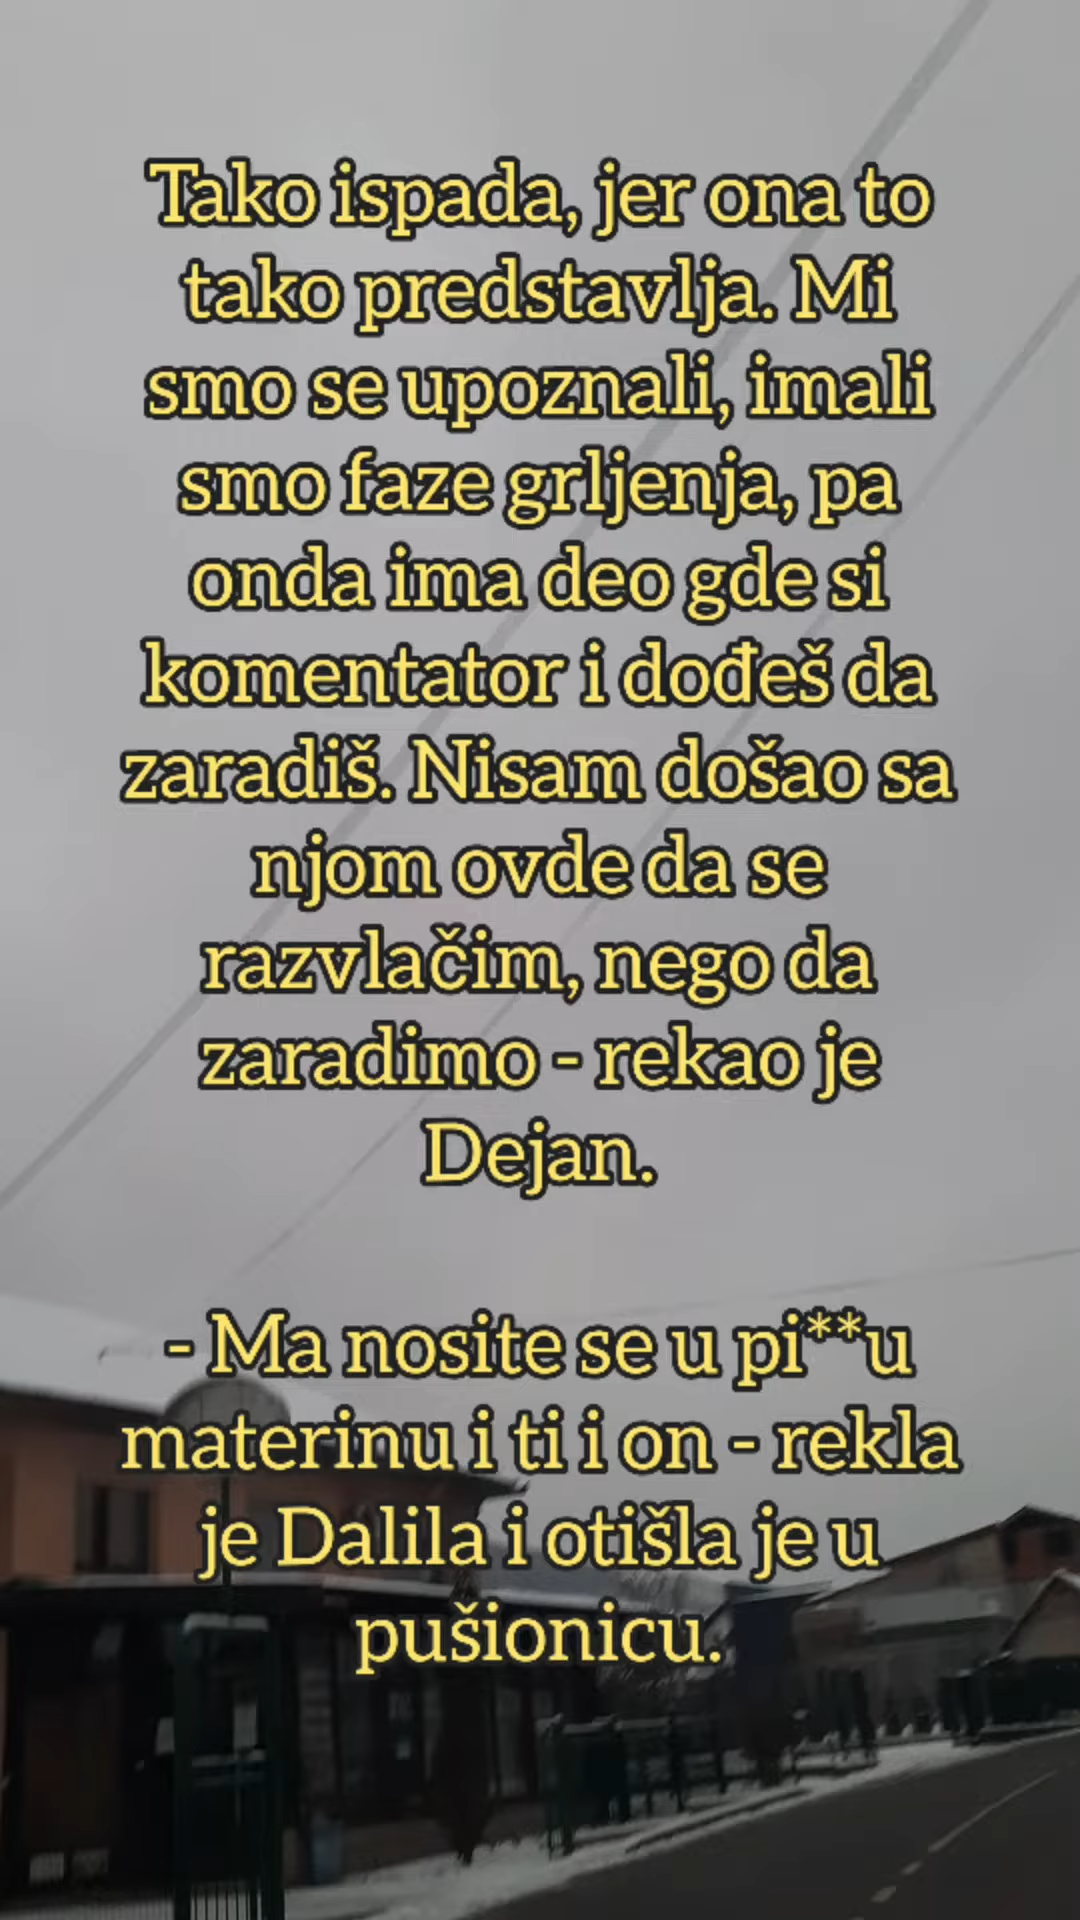 Tako ispada, jer ona to
tako predstavlja. Mi
smo se upoznali, imali
smo faze grljenja, pa
onda ima deo gde si
komentator i dođeš da
zaradiš. Nisam došao sa
njom ovde da se
razvlačim, nego da
zaradimo - rekao je
Dejan.
- Ma nosite se u pi**u
materinu i ti i on - rekla
je Dalila i otišla je u
pušionicu.